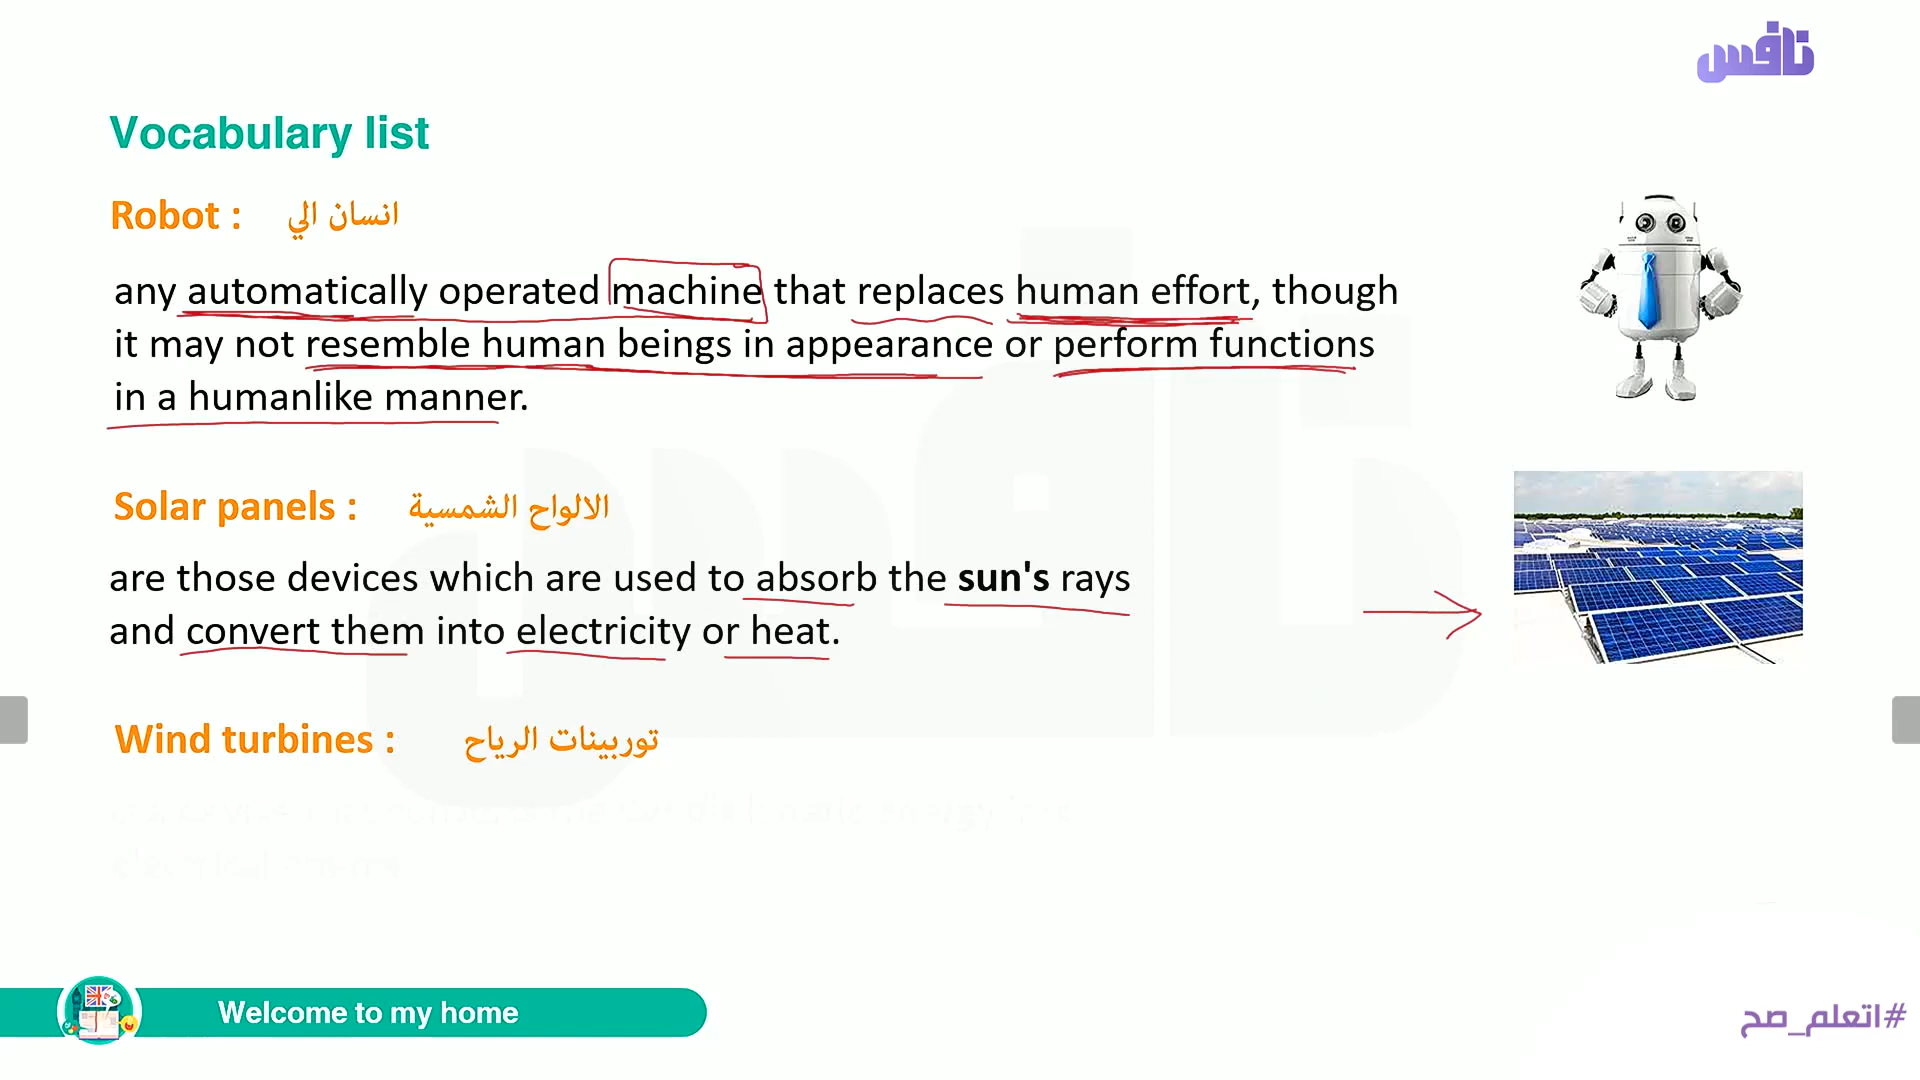 نافس
Vocabulary list
Robot : انسان الي
any automatically operated machine that replaces human effort, though
it may not resemble human beings in appearance or perform functions
in a humanlike manner.
Solar panels : الالواح الشمسية
are those devices which are used to absorb the sun's rays
and convert them into electricity or heat.
Wind turbines : توربينات الرياح
Welcome to my home
#اتعلم_صح